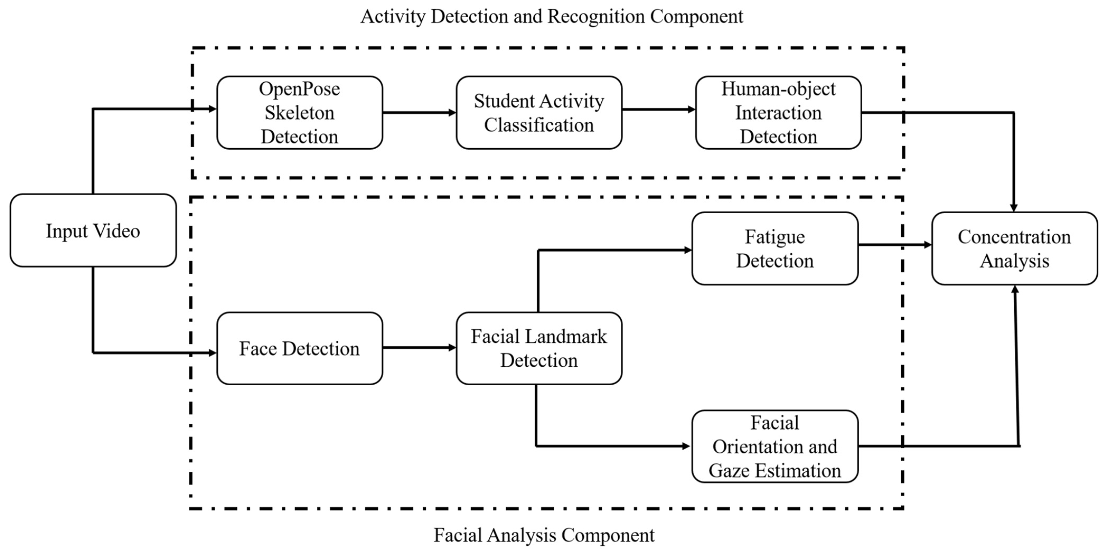 Activity Detection and Recognition Component
OpenPose
Skeleton
Detection
Student Activity
Classification
Human-object
Interaction
Detection
Input Video
Fatigue
Detection
Concentration
Analysis
Face Detection
Facial Landmark
Detection
Facial
Orientation and
Gaze Estimation
Facial Analysis Component